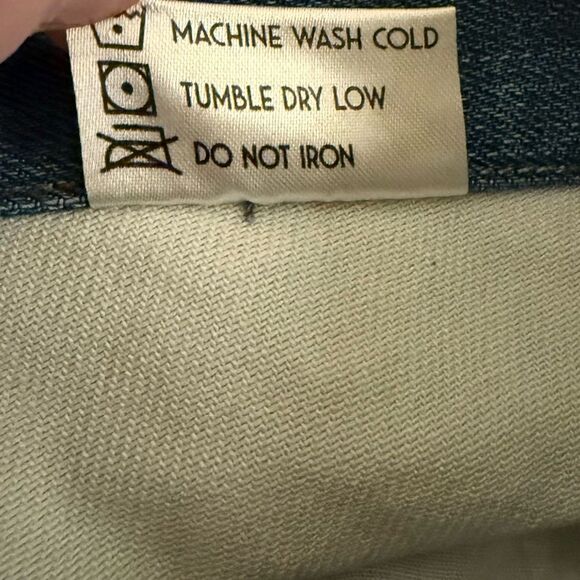 MACHINE WASH COLD
TUMBLE DRY LOW
DO NOT IRON